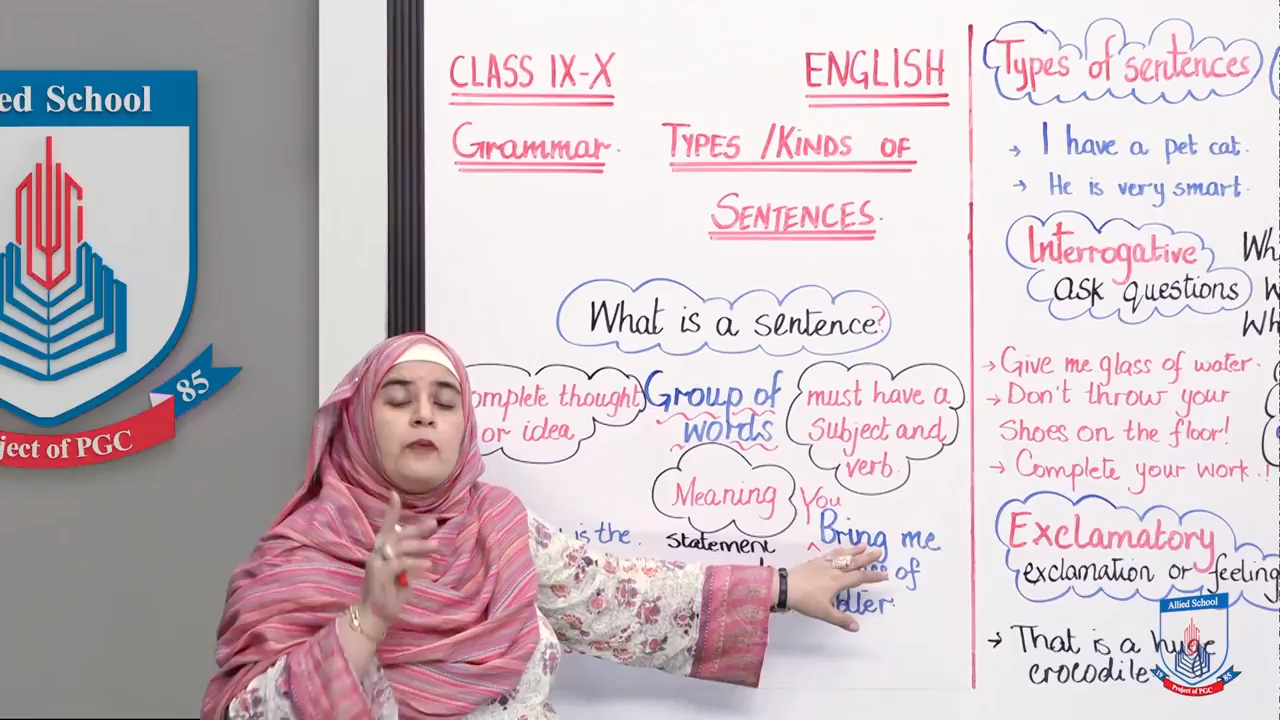 Allied School
85
Project of PGC
CLASS IX-X
ENGLISH
Grammar.
TYPES /KINDS OF
SENTENCES.
What is a sentence?
complete thought
or idea
Group of
words
must have a
Subject and
verb.
Meaning
You
is the
statement
Bring me
of
Types of sentences
→ I have a pet cat.
→ He is very smart.
Interrogative
ask questions
→ Give me glass of water.
→ Don't throw your
shoes on the floor!
→ Complete your work.!
Exclamatory
exclamation or feeling
→ That is a huge
crocodile
Allied School
Project of PGC